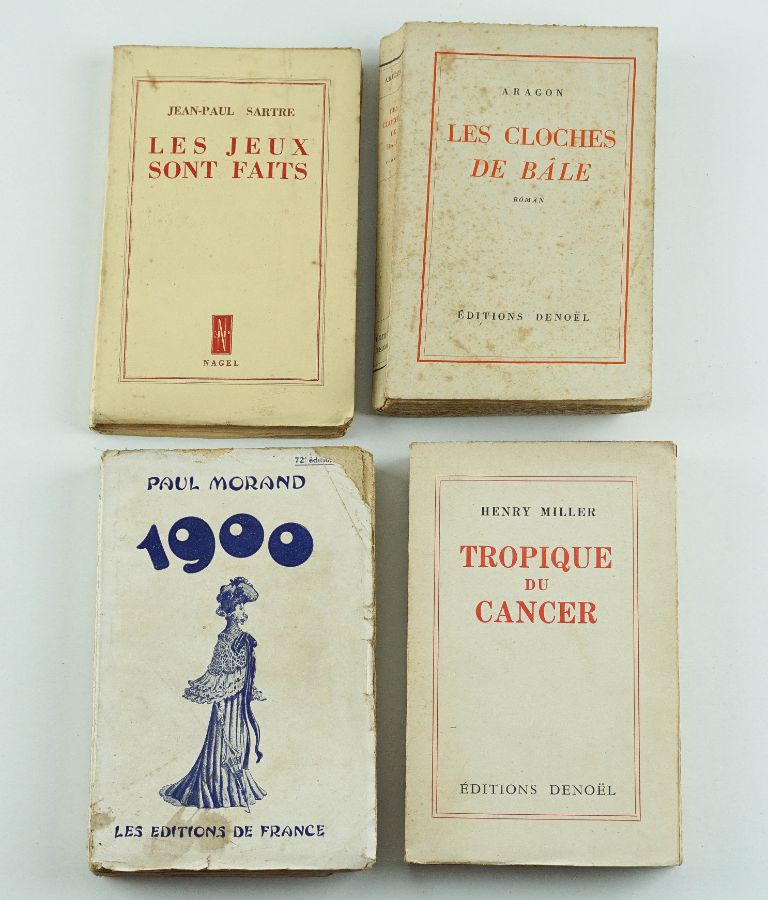 JEAN-PAUL SARTRE
LES JEUX
SONT FAITS
NAGEL
ARAGON
LES CLOCHES
DE BÂLE
ROMAN
ÉDITIONS DENOËL
72e
PAUL MORAND
1900
LES EDITIONS DE FRANCE
HENRY MILLER
TROPIQUE
DU
CANCER
ÉDITIONS DENOËL